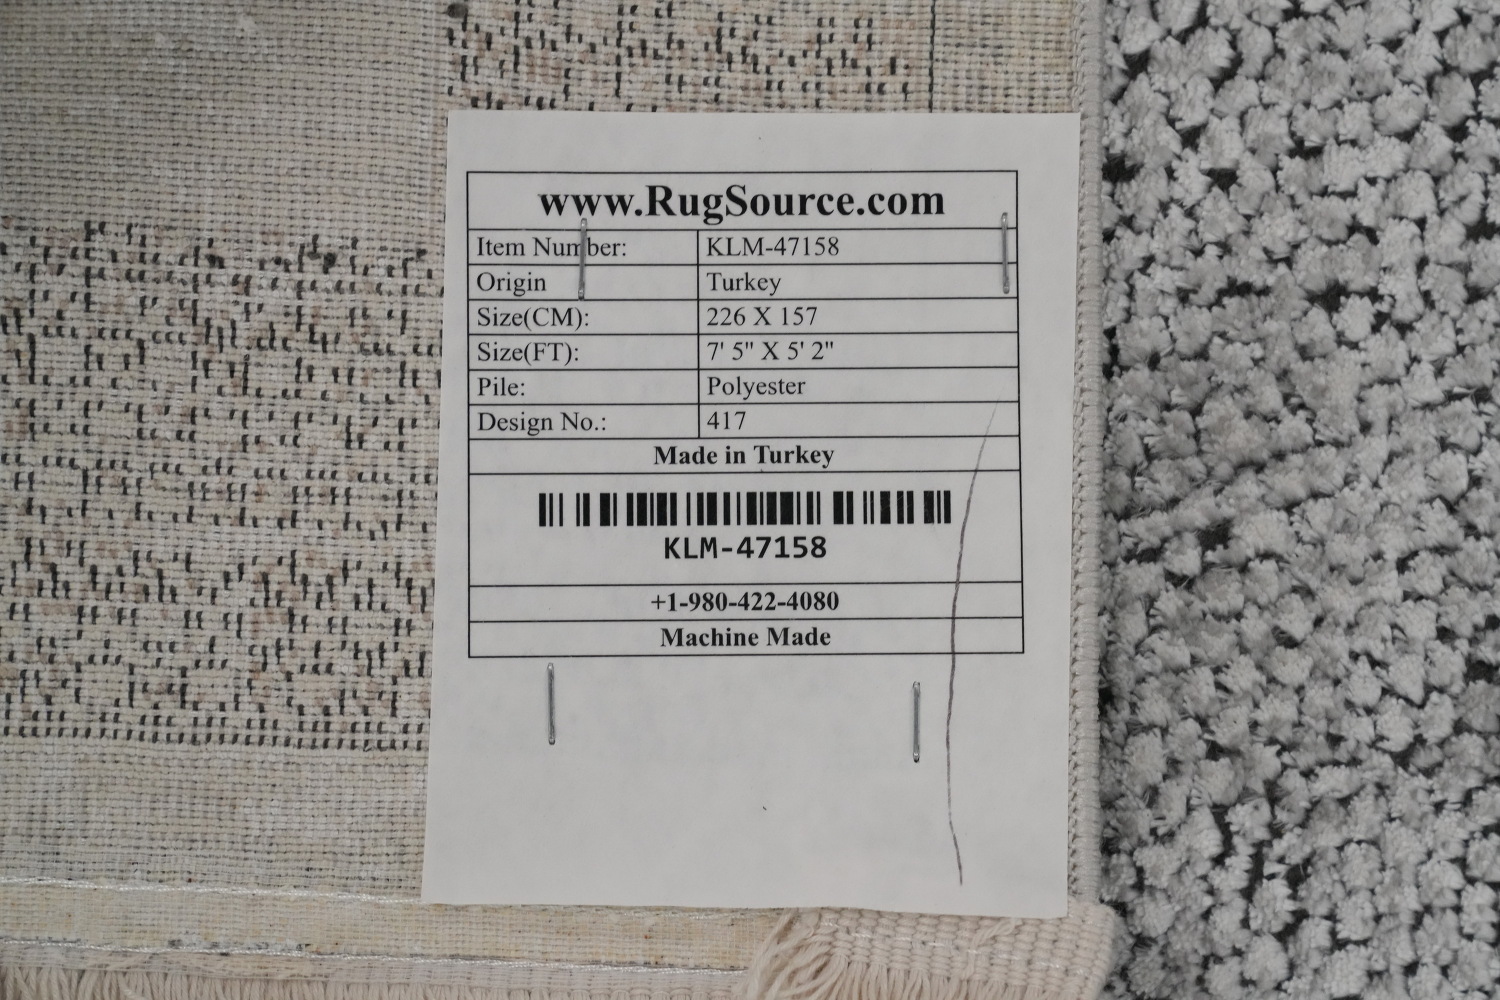 www.RugSource.com
Item Number: KLM-47158
Origin Turkey
Size(CM): 226 X 157
Size(FT): 7' 5" X 5' 2"
Pile: Polyester
Design No.: 417
Made in Turkey
KLM-47158
+1-980-422-4080
Machine Made